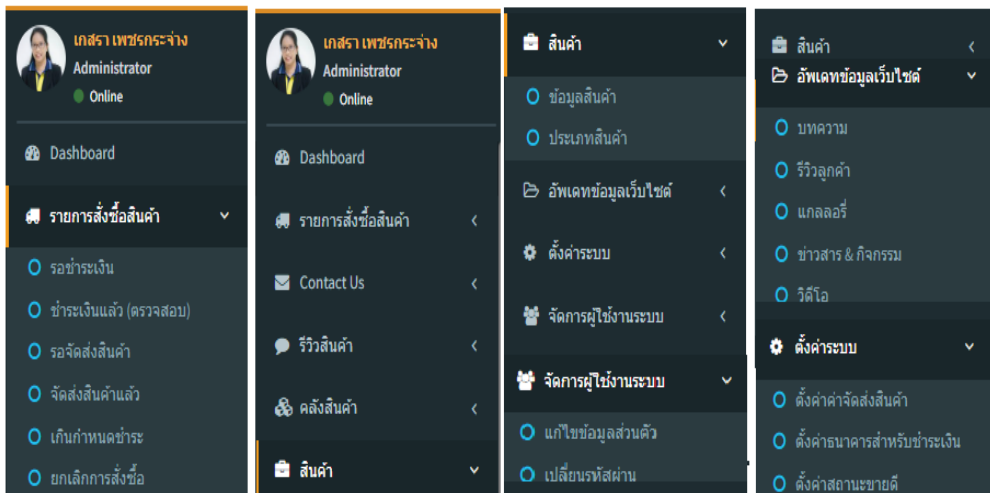 เกสรา เพชรกระจ่าง
Administrator
Online
Dashboard
รายการสั่งซื้อสินค้า
รอชำระเงิน
ชำระเงินแล้ว (ตรวจสอบ)
รอจัดส่งสินค้า
จัดส่งสินค้าแล้ว
เกินกำหนดชำระ
ยกเลิกการสั่งซื้อ
เกสรา เพชรกระจ่าง
Administrator
Online
Dashboard
รายการสั่งซื้อสินค้า
Contact Us
รีวิวสินค้า
คลังสินค้า
สินค้า
สินค้า
ข้อมูลสินค้า
ประเภทสินค้า
อัพเดทข้อมูลเว็บไซต์
ตั้งค่าระบบ
จัดการผู้ใช้งานระบบ
จัดการผู้ใช้งานระบบ
แก้ไขข้อมูลส่วนตัว
เปลี่ยนรหัสผ่าน
สินค้า
อัพเดทข้อมูลเว็บไซต์
บทความ
รีวิวลูกค้า
แกลลอรี่
ข่าวสาร & กิจกรรม
วิดีโอ
ตั้งค่าระบบ
ตั้งค่าค่าจัดส่งสินค้า
ตั้งค่าธนาคารสำหรับชำระเงิน
ตั้งค่าสถานะขายดี